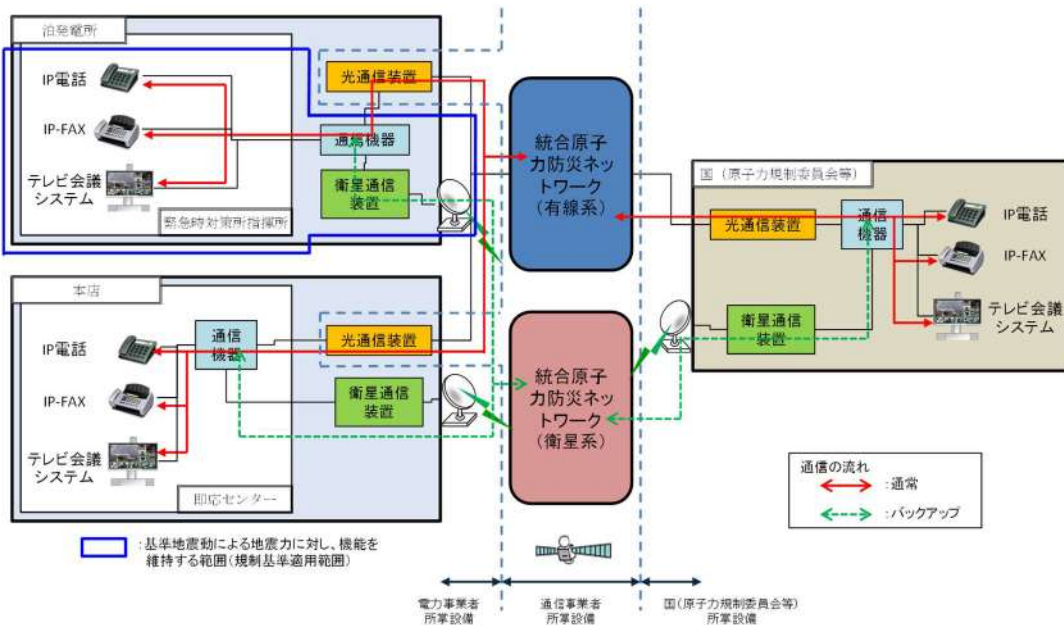 泊発電所
IP電話
IP-FAX
テレビ会議
システム
緊急時対策所指揮所
光通信装置
通信機器
衛星通信
装置
本店
IP電話
IP-FAX
テレビ会議
システム
即応センター
通信
機器
光通信装置
衛星通信
装置
統合原子
力防災ネッ
トワーク
(有線系)
統合原子
力防災ネッ
トワーク
(衛星系)
国(原子力規制委員会等)
光通信装置
通信
機器
衛星通信
装置
IP電話
IP-FAX
テレビ会議
システム
通信の流れ
:通常
:バックアップ
:基準地震動による地震力に対し、機能を
維持する範囲(規制基準適用範囲)
電力事業者
所掌設備
通信事業者
所掌設備
国(原子力規制委員会等)
所掌設備